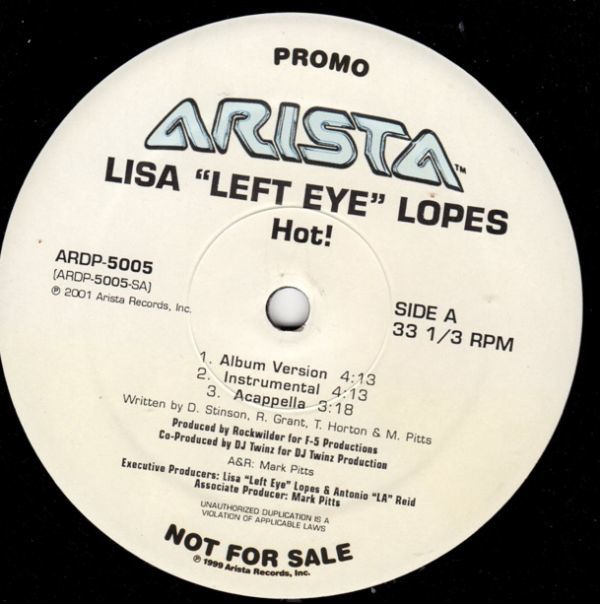 PROMO
ARISTA™
LISA "LEFT EYE" LOPES
Hot!
ARDP-5005
(ARDP-5005-SA)
℗ 2001 Arista Records, Inc.
SIDE A
33 1/3 RPM
1. Album Version 4:13
2. Instrumental 4:13
3. Acappella 3:18
Written by D. Stinson, R. Grant, T. Horton & M. Pitts
Produced by Rockwilder for F-5 Productions
Co-Produced by DJ Twinz for DJ Twinz Production
A&R: Mark Pitts
Executive Producers: Lisa "Left Eye" Lopes & Antonio "LA" Reid
Associate Producer: Mark Pitts
UNAUTHORIZED DUPLICATION IS A
VIOLATION OF APPLICABLE LAWS
NOT FOR SALE
℗ 1999 Arista Records, Inc.